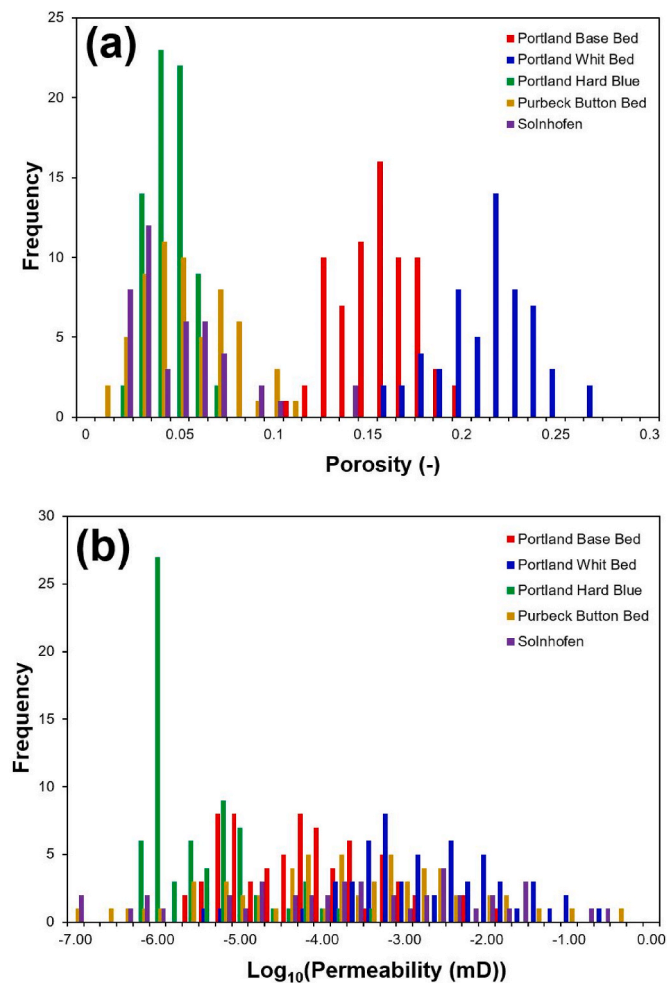 (a)
25
20
15
10
5
0
Frequency
Portland Base Bed
Portland Whit Bed
Portland Hard Blue
Purbeck Button Bed
Solnhofen
0 0.05 0.1 0.15 0.2 0.25 0.3
Porosity (-)
(b)
30
25
20
15
10
5
0
Frequency
Portland Base Bed
Portland Whit Bed
Portland Hard Blue
Purbeck Button Bed
Solnhofen
-7.00 -6.00 -5.00 -4.00 -3.00 -2.00 -1.00 0.00
Log₁₀(Permeability (mD))